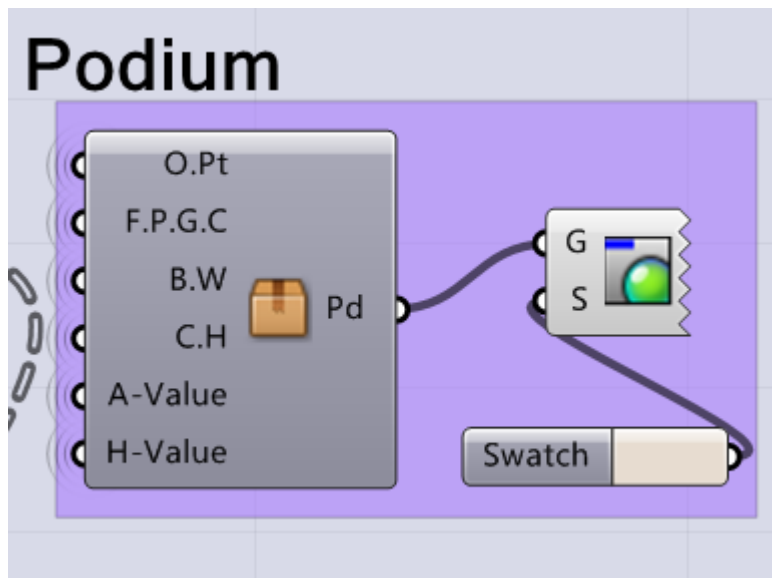 Podium
O.Pt
F.P.G.C
B.W
C.H
A-Value
H-Value
Pd
G
S
Swatch